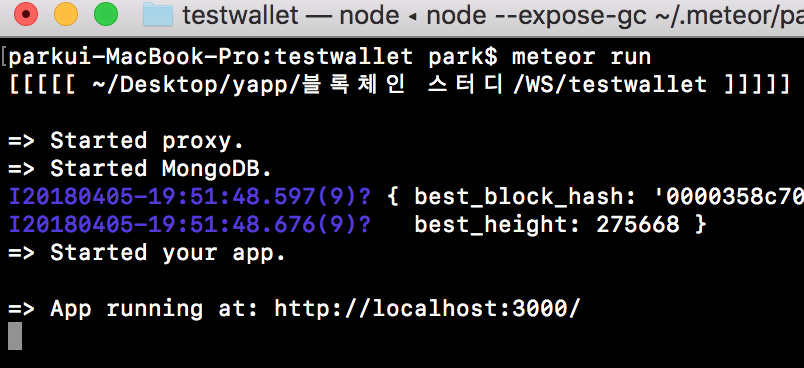 testwallet — node ◂ node --expose-gc ~/.meteor/pa
[parkui-MacBook-Pro:testwallet park$ meteor run
[[[[[ ~/Desktop/yapp/블록체인 스터디/WS/testwallet ]]]]]
=> Started proxy.
=> Started MongoDB.
I20180405-19:51:48.597(9)? { best_block_hash: '0000358c70
I20180405-19:51:48.676(9)?   best_height: 275668 }
=> Started your app.
=> App running at: http://localhost:3000/